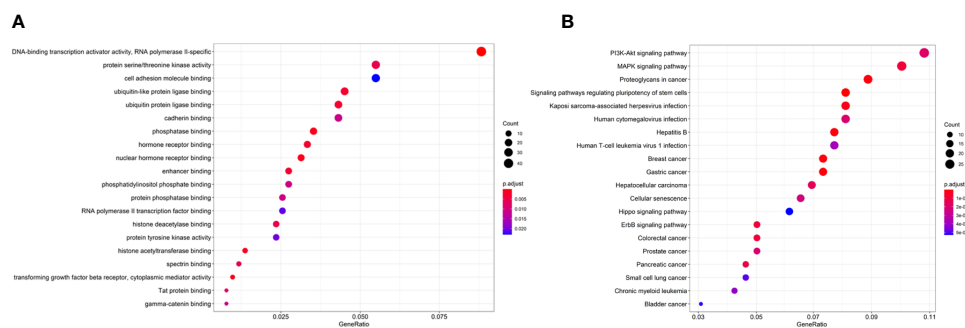 A
DNA-binding transcription activator activity, RNA polymerase II-specific
protein serine/threonine kinase activity
cell adhesion molecule binding
ubiquitin-like protein ligase binding
ubiquitin protein ligase binding
cadherin binding
phosphatase binding
hormone receptor binding
nuclear hormone receptor binding
enhancer binding
phosphatidylinositol phosphate binding
protein phosphatase binding
RNA polymerase II transcription factor binding
histone deacetylase binding
protein tyrosine kinase activity
histone acetyltransferase binding
spectrin binding
transforming growth factor beta receptor, cytoplasmic mediator activity
Tat protein binding
gamma-catenin binding
0.025
0.050
0.075
GeneRatio
Count
10
20
30
40
p.adjust
0.005
0.010
0.015
0.020
B
PI3K-Akt signaling pathway
MAPK signaling pathway
Proteoglycans in cancer
Signaling pathways regulating pluripotency of stem cells
Kaposi sarcoma-associated herpesvirus infection
Human cytomegalovirus infection
Hepatitis B
Human T-cell leukemia virus 1 infection
Breast cancer
Gastric cancer
Hepatocellular carcinoma
Cellular senescence
Hippo signaling pathway
ErbB signaling pathway
Colorectal cancer
Prostate cancer
Pancreatic cancer
Small cell lung cancer
Chronic myeloid leukemia
Bladder cancer
0.03
0.05
0.07
0.09
0.11
GeneRatio
Count
10
15
20
25
p.adjust